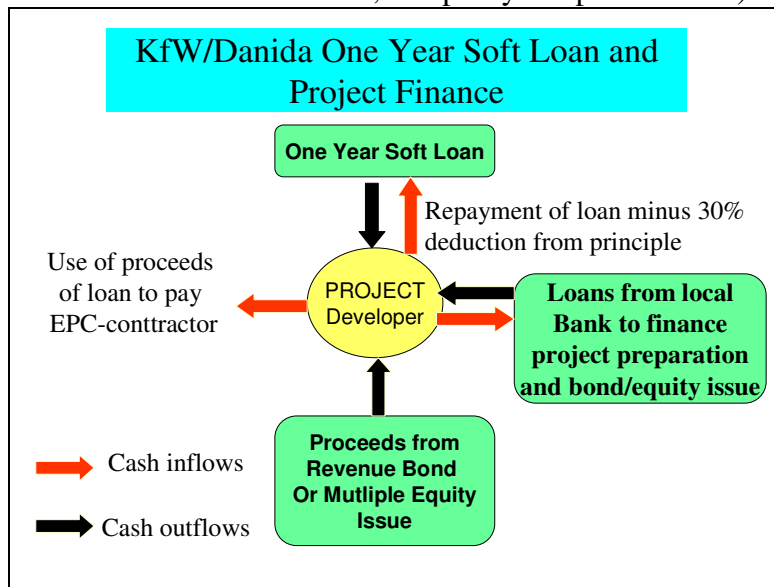 KfW/Danida One Year Soft Loan and
Project Finance
One Year Soft Loan
Repayment of loan minus 30%
deduction from principle
Use of proceeds
of loan to pay
EPC-conttractor
PROJECT
Developer
Loans from local
Bank to finance
project preparation
and bond/equity issue
Proceeds from
Revenue Bond
Or Mutliple Equity
Issue
Cash inflows
Cash outflows